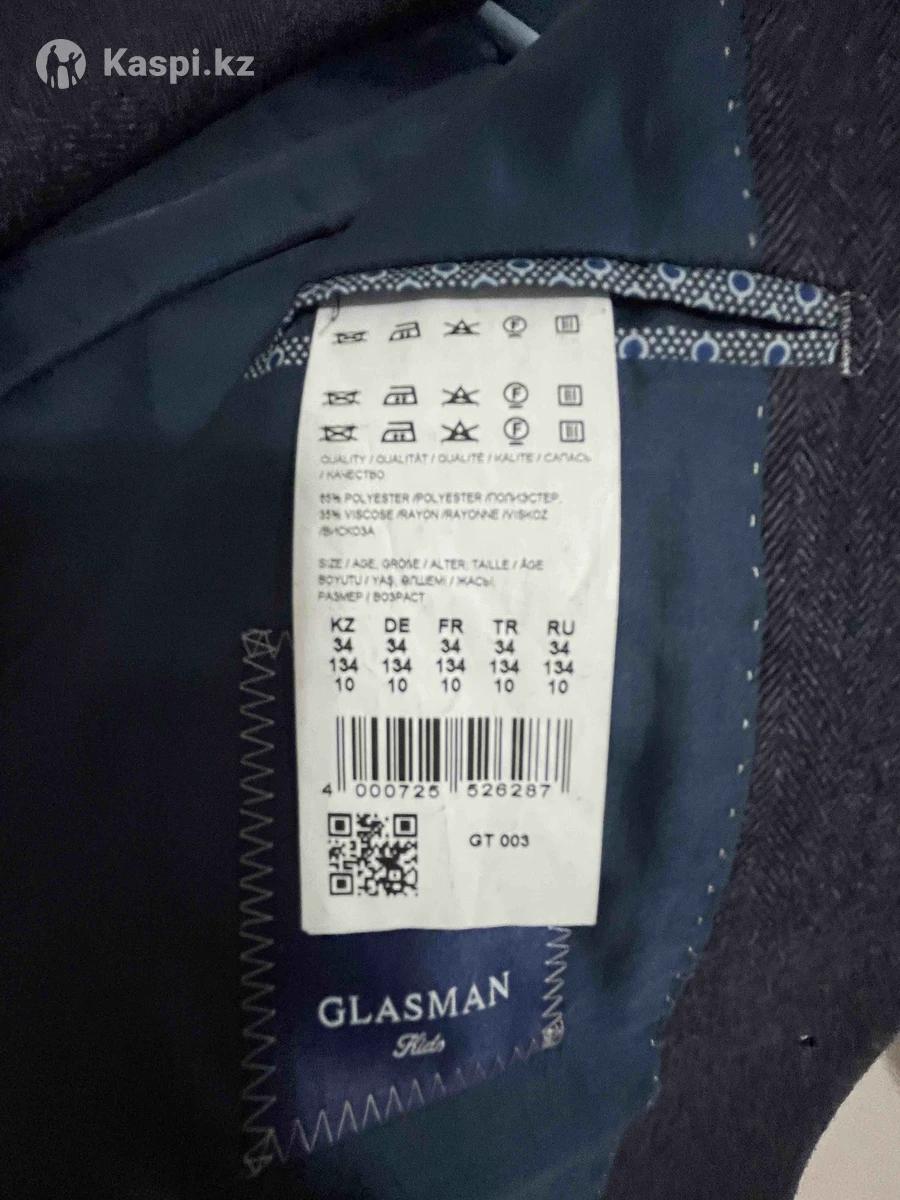 Kaspi.kz
QUALITY / QUALITÄT / QUALITÉ / KALITE / САПАСЫ
/ КАЧЕСТВО
65% POLYESTER /POLYESTER /ПОЛИЭСТЕР,
35% VISCOSE /RAYON /RAYONNE /VISKOZ
/ВИСКОЗА
SIZE / AGE, GRÖSE / ALTER, TAILLE / ÂGE
BOYUTU / YAŞ, ӨЛШЕМІ / ЖАСЫ,
РАЗМЕР / ВОЗРАСТ
KZ DE FR TR RU
34 34 34 34 34
134 134 134 134 134
10 10 10 10 10
4 000725 526287
GT 003
GLASMAN
Kids